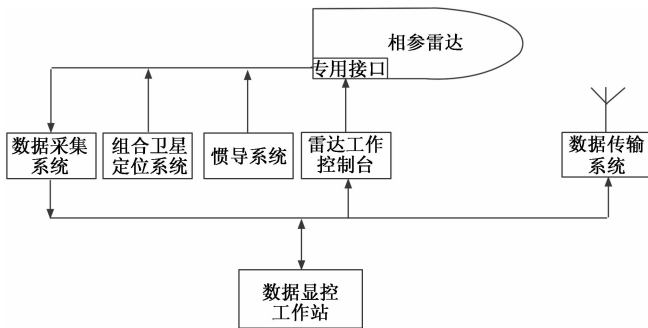 相参雷达
专用接口
数据采集
系统
组合卫星
定位系统
惯导系统
雷达工作
控制台
数据传输
系统
数据显控
工作站